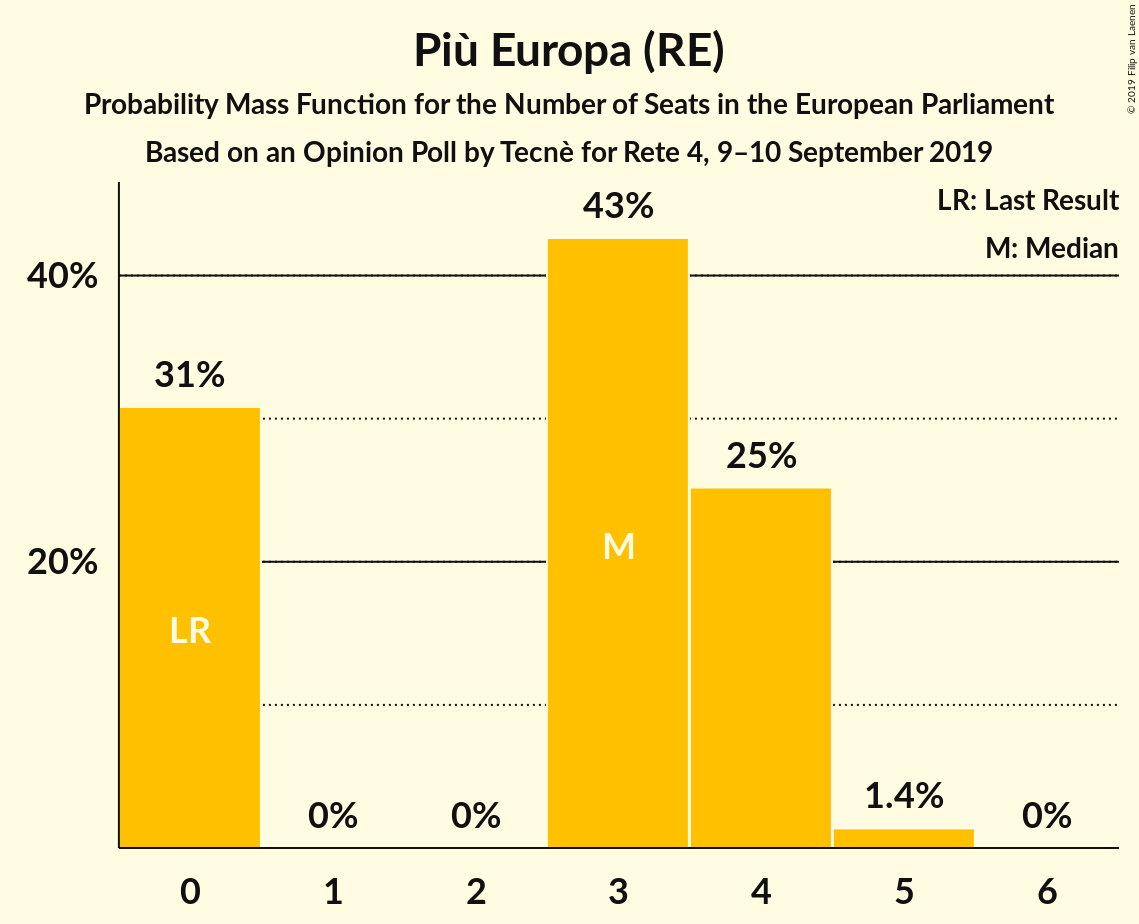 Più Europa (RE)
Probability Mass Function for the Number of Seats in the European Parliament
Based on an Opinion Poll by Tecnè for Rete 4, 9–10 September 2019
© 2019 Filip van Laenen
LR: Last Result
M: Median
43%
40%
31%
25%
M
20%
LR
1.4%
0%
0%
0%
0 1 2 3 4 5 6